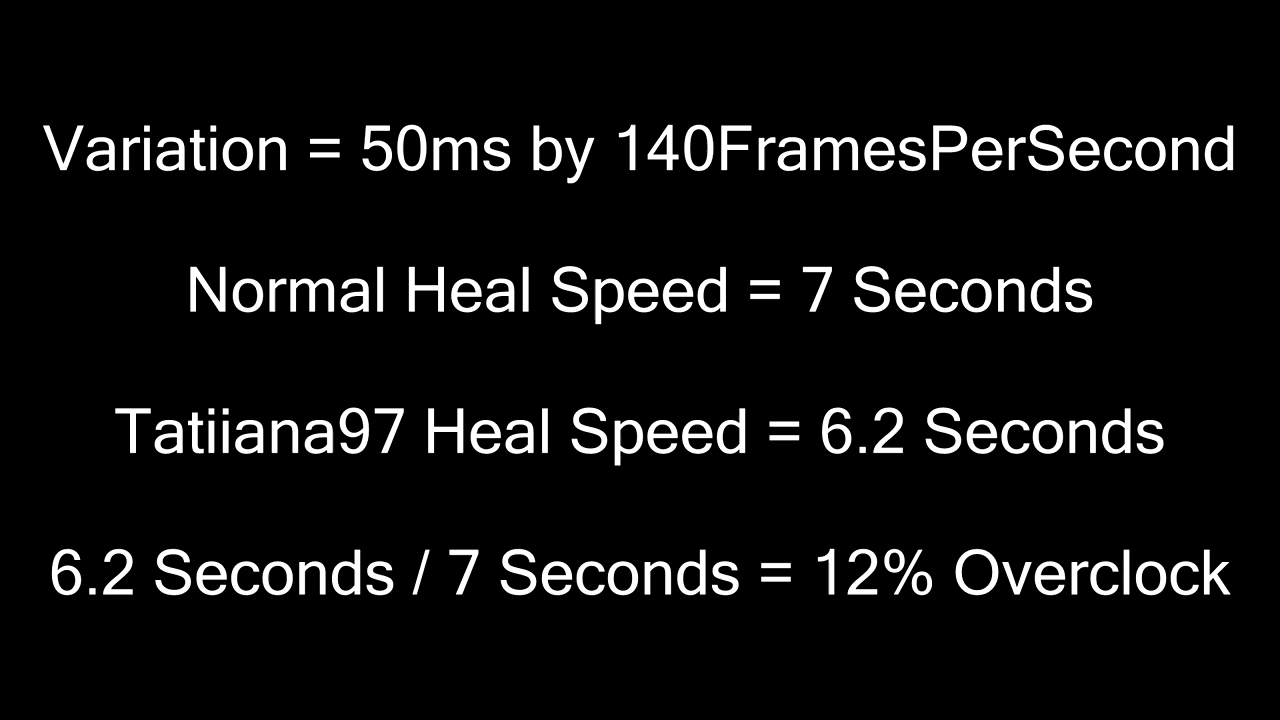 Variation = 50ms by 140FramesPerSecond
Normal Heal Speed = 7 Seconds
Tatiiana97 Heal Speed = 6.2 Seconds
6.2 Seconds / 7 Seconds = 12% Overclock